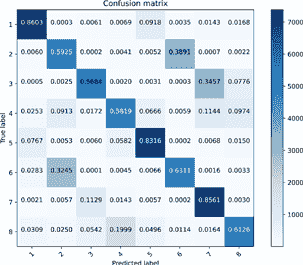 Confusion matrix
1 0.8603 0.0003 0.0061 0.0069 0.0918 0.0035 0.0143 0.0168
2 0.0060 0.5925 0.0002 0.0041 0.0052 0.3891 0.0007 0.0022
3 0.0005 0.0025 0.5684 0.0020 0.0031 0.0003 0.3457 0.0776
4 0.0253 0.0913 0.0172 0.5819 0.0666 0.0059 0.1144 0.0974
5 0.0767 0.0053 0.0060 0.0582 0.8316 0.0002 0.0068 0.0150
6 0.0283 0.3245 0.0001 0.0045 0.0066 0.6311 0.0016 0.0033
7 0.0021 0.0057 0.1129 0.0143 0.0057 0.0002 0.8561 0.0030
8 0.0309 0.0250 0.0542 0.1999 0.0496 0.0114 0.0164 0.6126
1 2 3 4 5 6 7 8
True label
Predicted label
7000
6000
5000
4000
3000
2000
1000